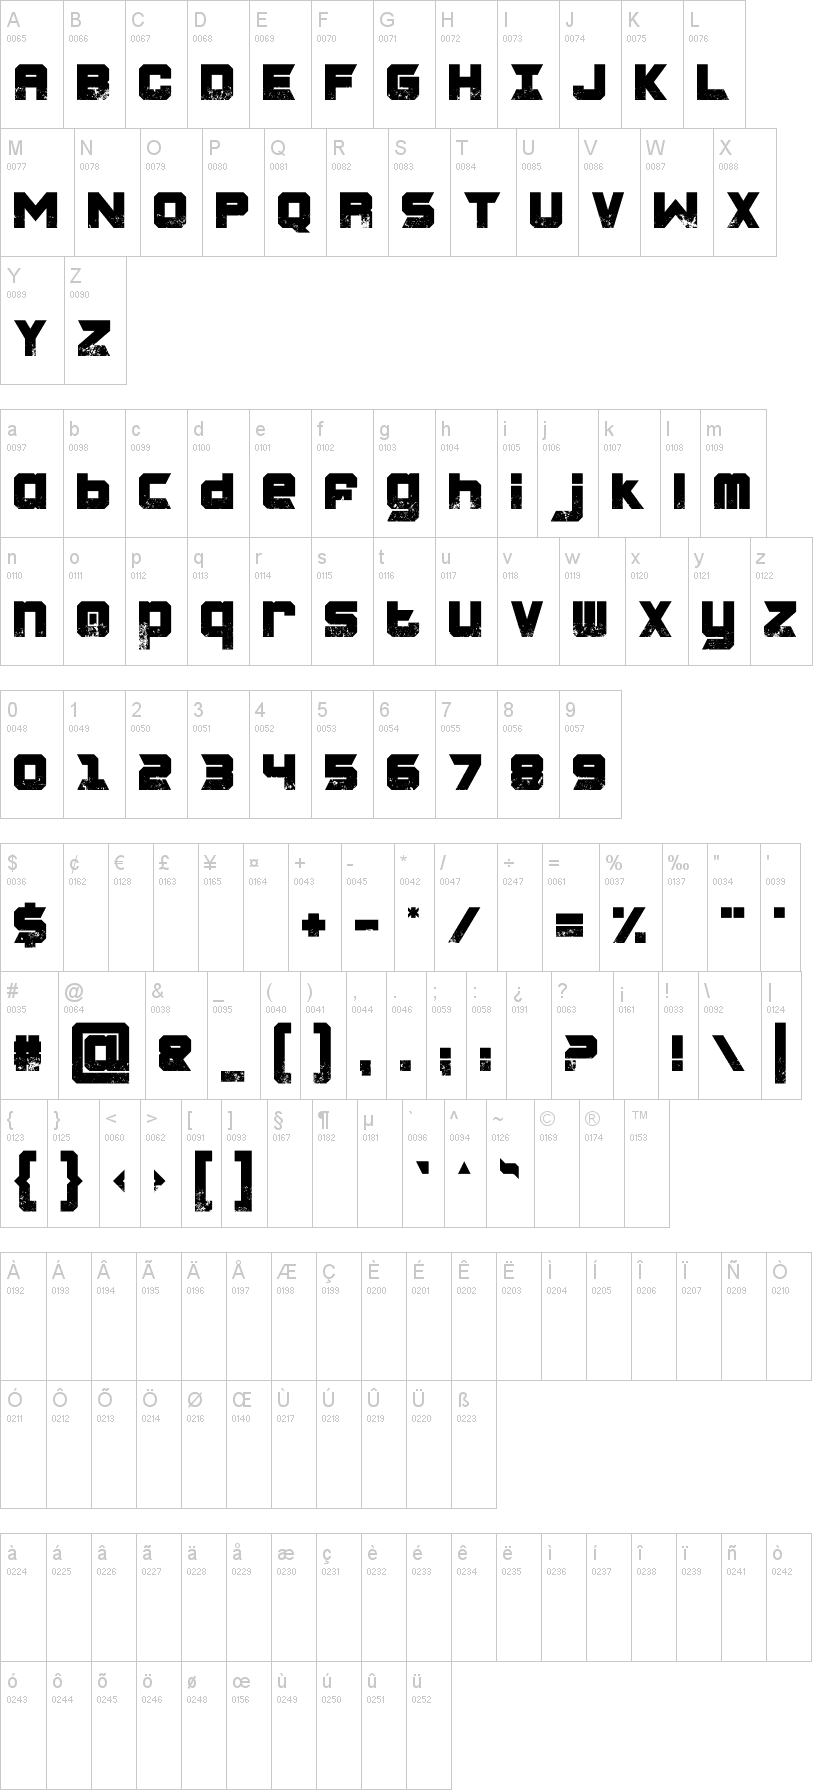 A B C D E F G H I J K L
0065 0066 0067 0068 0069 0070 0071 0072 0073 0074 0075 0076
A B C D E F G H I J K L
M N O P Q R S T U V W X
0077 0078 0079 0080 0081 0082 0083 0084 0085 0086 0087 0088
M N O P Q R S T U V W X
Y Z
0089 0090
Y Z
a b c d e f g h i j k l m
0097 0098 0099 0100 0101 0102 0103 0104 0105 0106 0107 0108 0109
a b c d e f g h i j k l m
n o p q r s t u v w x y z
0110 0111 0112 0113 0114 0115 0116 0117 0118 0119 0120 0121 0122
n o p q r s t u v w x y z
0 1 2 3 4 5 6 7 8 9
0048 0049 0050 0051 0052 0053 0054 0055 0056 0057
0 1 2 3 4 5 6 7 8 9
$ ¢ € £ ¥ ¤ + - * / ÷ = % ‰ " '
0036 0162 0128 0163 0165 0164 0043 0045 0042 0047 0247 0061 0037 0137 0034 0039
$ + - * / = % " '
# @ & _ ( ) , . ; : ¿ ? ¡ ! \ |
0035 0064 0038 0095 0040 0041 0044 0046 0059 0058 0191 0063 0161 0033 0092 0124
# @ & _ ( ) , . ; : ? ! \ |
{ } < > [ ] § ¶ µ ` ^ ~ © ® ™
0123 0125 0060 0062 0091 0093 0167 0182 0181 0096 0094 0126 0169 0174 0153
{ } < > [ ] ` ^ ~
À Á Â Ã Ä Å Æ Ç È É Ê Ë Ì Í Î Ï Ñ Ò
0192 0193 0194 0195 0196 0197 0198 0199 0200 0201 0202 0203 0204 0205 0206 0207 0209 0210
Ó Ô Õ Ö Ø Œ Ù Ú Û Ü ß
0211 0212 0213 0214 0216 0140 0217 0218 0219 0220 0223
à á â ã ä å æ ç è é ê ë ì í î ï ñ ò
0224 0225 0226 0227 0228 0229 0230 0231 0232 0233 0234 0235 0236 0237 0238 0239 0241 0242
ó ô õ ö ø œ ù ú û ü
0243 0244 0245 0246 0248 0156 0249 0250 0251 0252